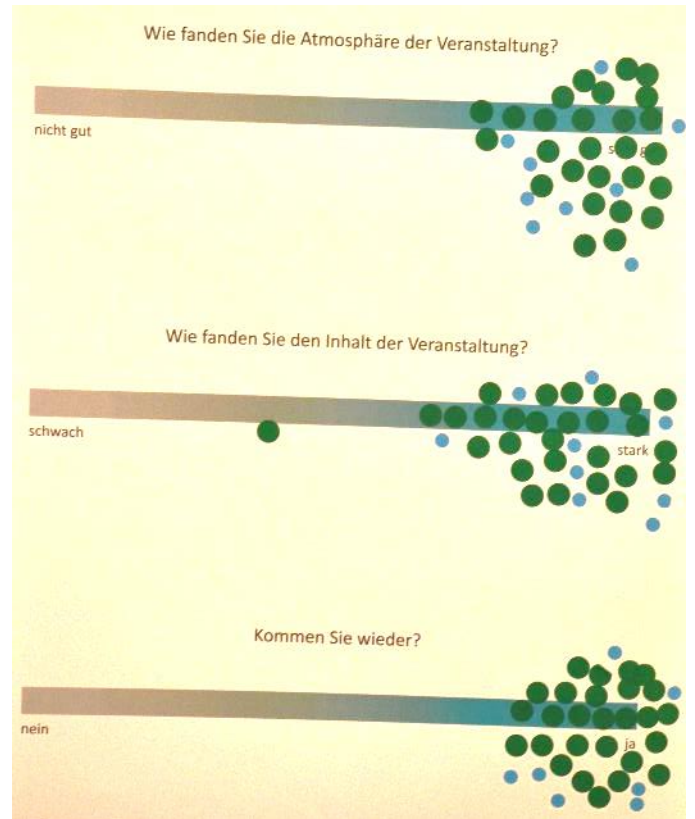 Wie fanden Sie die Atmosphäre der Veranstaltung?
nicht gut
Wie fanden Sie den Inhalt der Veranstaltung?
schwach
stark
Kommen Sie wieder?
nein
ja